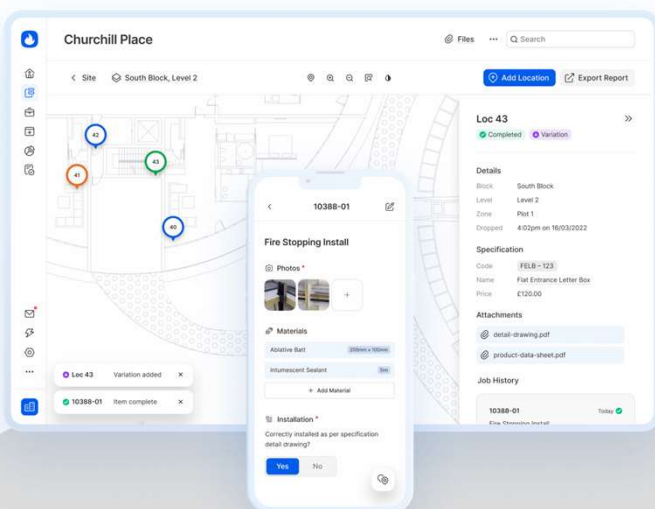 Churchill Place
Files
Search
Site
South Block, Level 2
Add Location
Export Report
42
41
43
40
Loc 43
Completed
Variation
Details
Block South Block
Level Level 2
Zone Plot 1
Dropped 4:02pm on 16/03/2022
Specification
Code FELB – 123
Name Flat Entrance Letter Box
Price £120.00
Attachments
detail-drawing.pdf
product-data-sheet.pdf
Job History
10388-01 Today
Fire Stopping Install
Loc 43 Variation added
10388-01 Item complete
10388-01
Fire Stopping Install
Photos *
Materials
Ablative Batt 200mm x 100mm
Intumescent Sealant 5m
+ Add Material
Installation *
Correctly installed as per specification
detail drawing?
Yes No